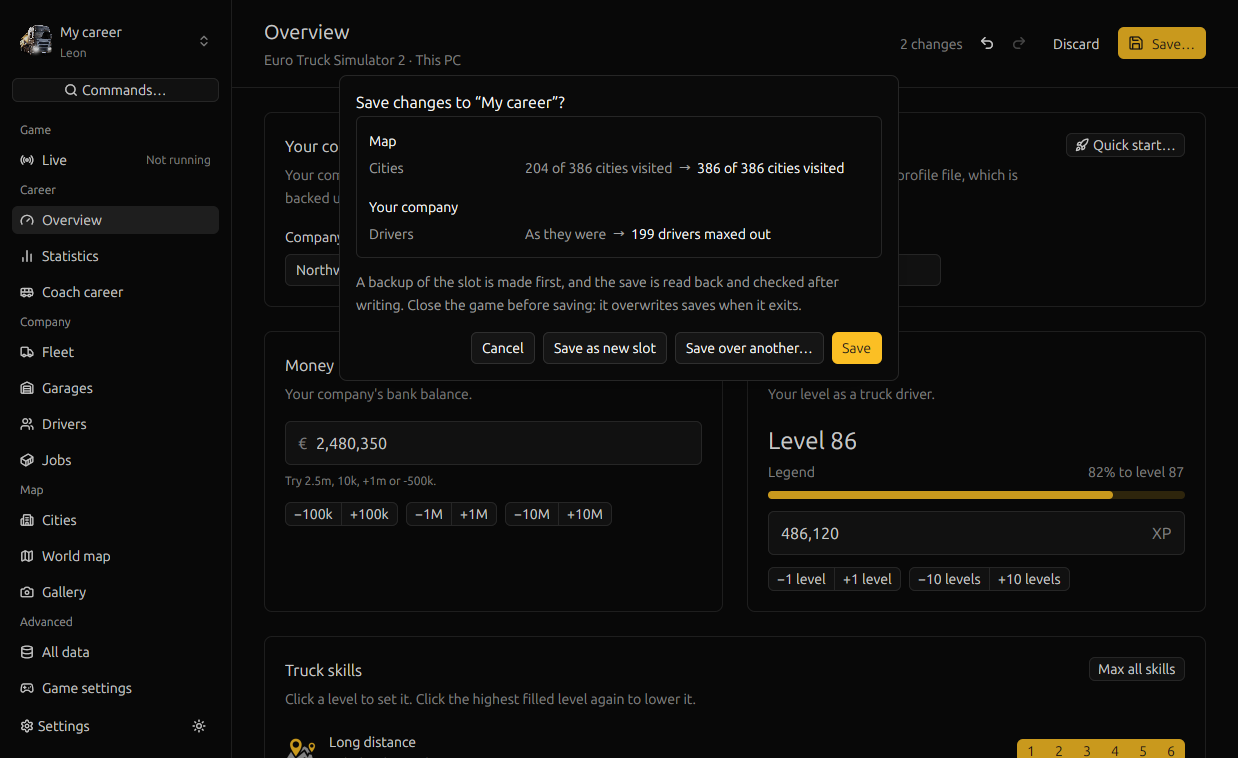 My career
Leon
Commands…
Game
Live
Not running
Career
Overview
Statistics
Coach career
Company
Fleet
Garages
Drivers
Jobs
Map
Cities
World map
Gallery
Advanced
All data
Game settings
Settings
Overview
Euro Truck Simulator 2 · This PC
2 changes
Discard
Save…
Save changes to “My career”?
Map
Cities 204 of 386 cities visited → 386 of 386 cities visited
Your company
Drivers As they were → 199 drivers maxed out
A backup of the slot is made first, and the save is read back and checked after
writing. Close the game before saving: it overwrites saves when it exits.
Cancel
Save as new slot
Save over another…
Save
Quick start…
profile file, which is
backed
Company
Money
Your company's bank balance.
€ 2,480,350
Try 2.5m, 10k, +1m or -500k.
−100k +100k −1M +1M −10M +10M
Your level as a truck driver.
Level 86
Legend
82% to level 87
486,120 XP
−1 level +1 level −10 levels +10 levels
Truck skills
Max all skills
Click a level to set it. Click the highest filled level again to lower it.
Long distance
1 2 3 4 5 6